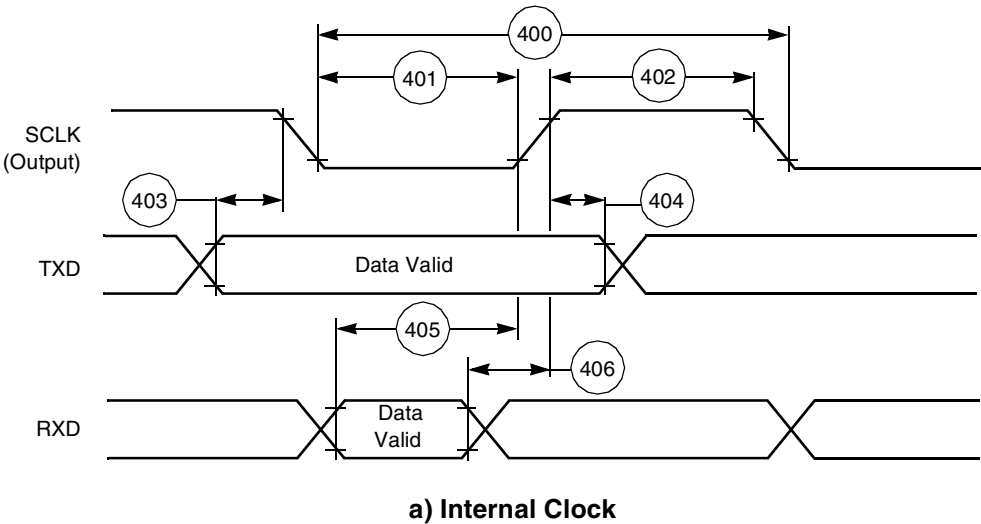 400
401
402
SCLK
(Output)
403
404
TXD
Data Valid
405
406
RXD
Data
Valid
a) Internal Clock